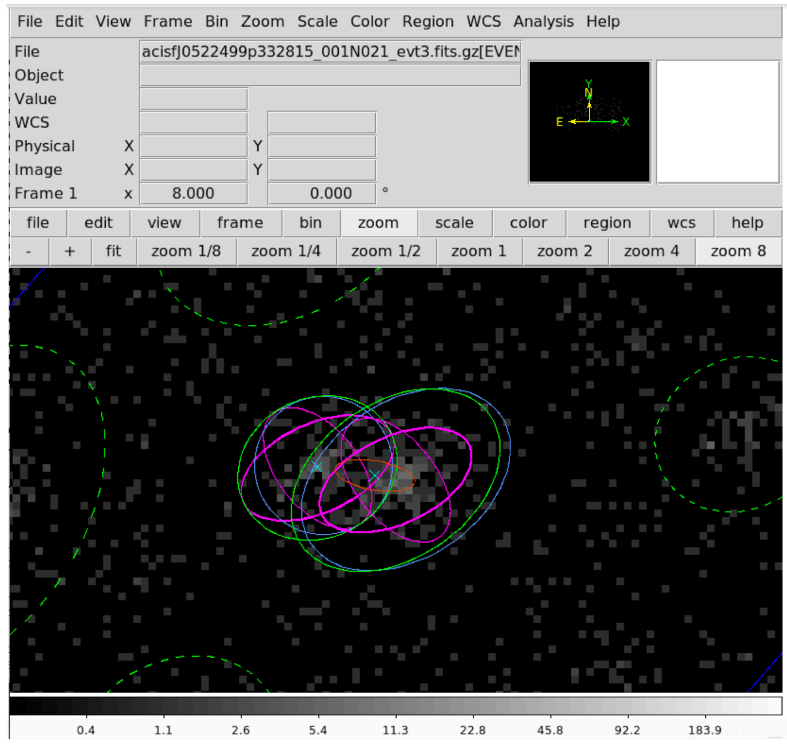 File Edit View Frame Bin Zoom Scale Color Region WCS Analysis Help
File acisfJ0522499p332815_001N021_evt3.fits.gz[EVEN
Object
Value
WCS
Physical X Y
Image X Y
Frame 1 x 8.000 0.000 °
Y
N
E X
file edit view frame bin zoom scale color region wcs help
- + fit zoom 1/8 zoom 1/4 zoom 1/2 zoom 1 zoom 2 zoom 4 zoom 8
0.4 1.1 2.6 5.4 11.3 22.8 45.8 92.2 183.9